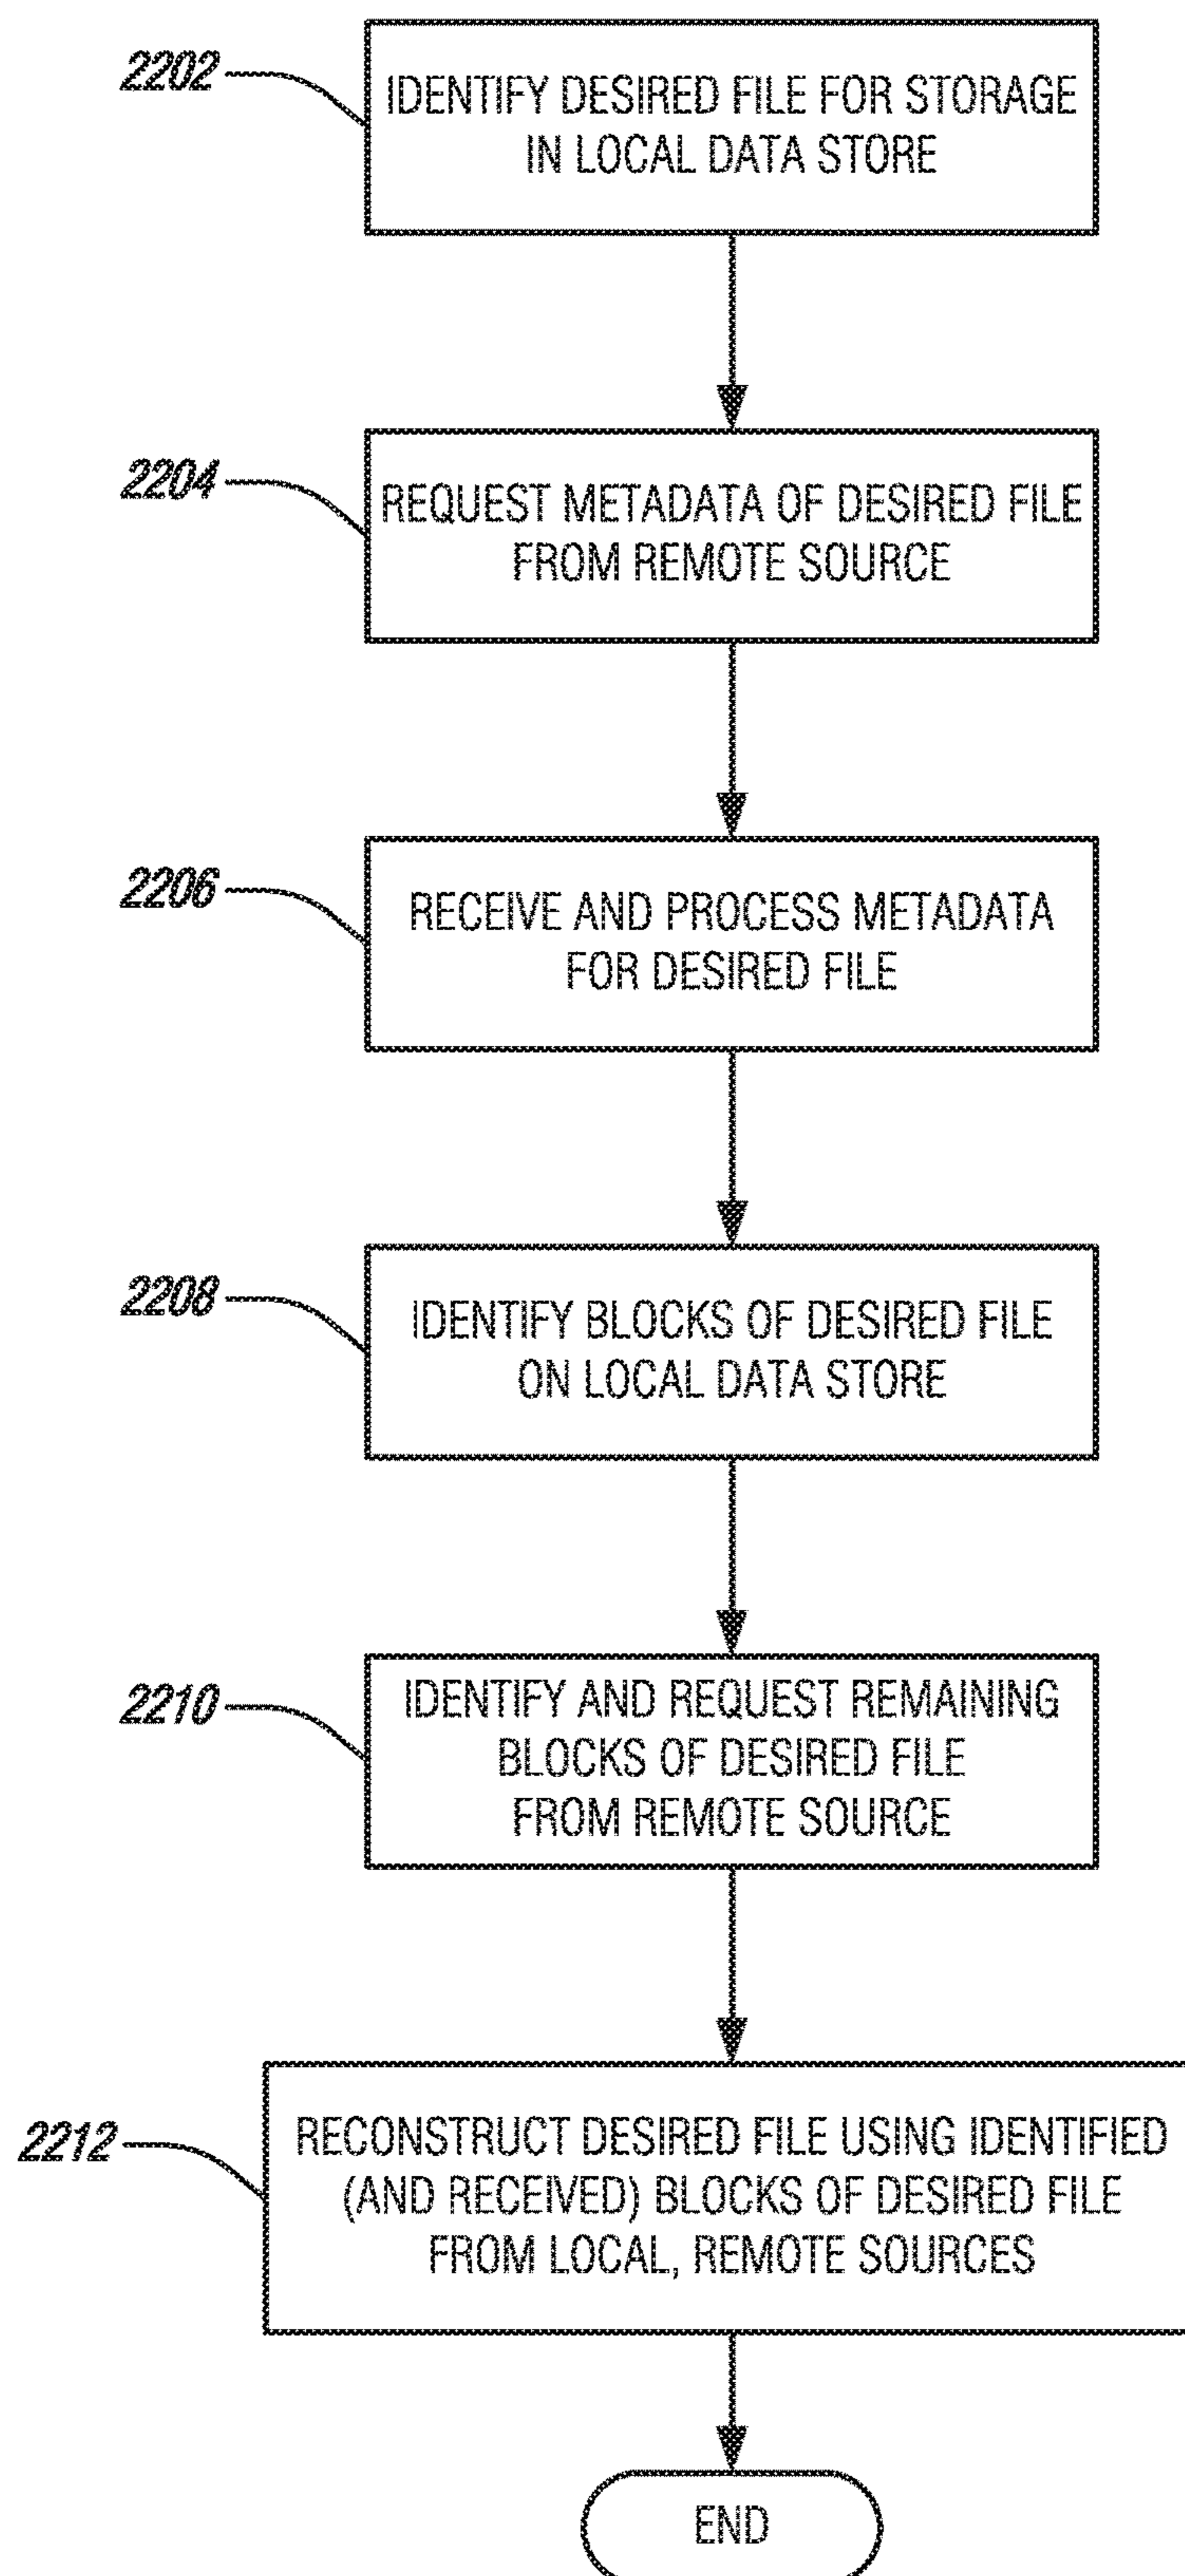 2202
IDENTIFY DESIRED FILE FOR STORAGE
IN LOCAL DATA STORE
2204
REQUEST METADATA OF DESIRED FILE
FROM REMOTE SOURCE
2206
RECEIVE AND PROCESS METADATA
FOR DESIRED FILE
2208
IDENTIFY BLOCKS OF DESIRED FILE
ON LOCAL DATA STORE
2210
IDENTIFY AND REQUEST REMAINING
BLOCKS OF DESIRED FILE
FROM REMOTE SOURCE
2212
RECONSTRUCT DESIRED FILE USING IDENTIFIED
(AND RECEIVED) BLOCKS OF DESIRED FILE
FROM LOCAL, REMOTE SOURCES
END